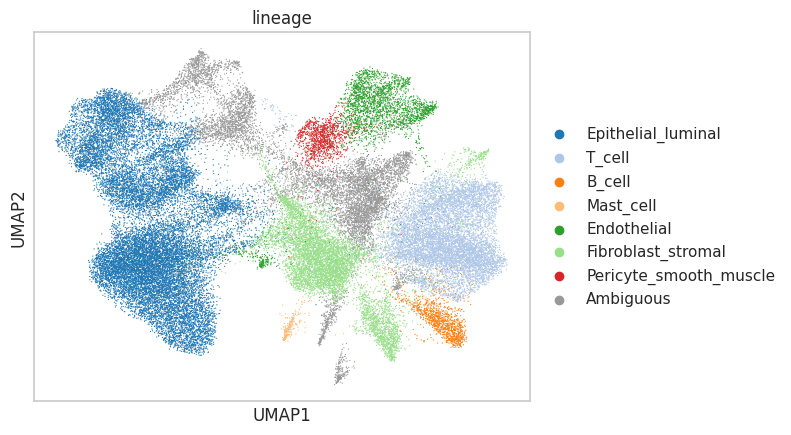 lineage
UMAP2
UMAP1
Epithelial_luminal
T_cell
B_cell
Mast_cell
Endothelial
Fibroblast_stromal
Pericyte_smooth_muscle
Ambiguous